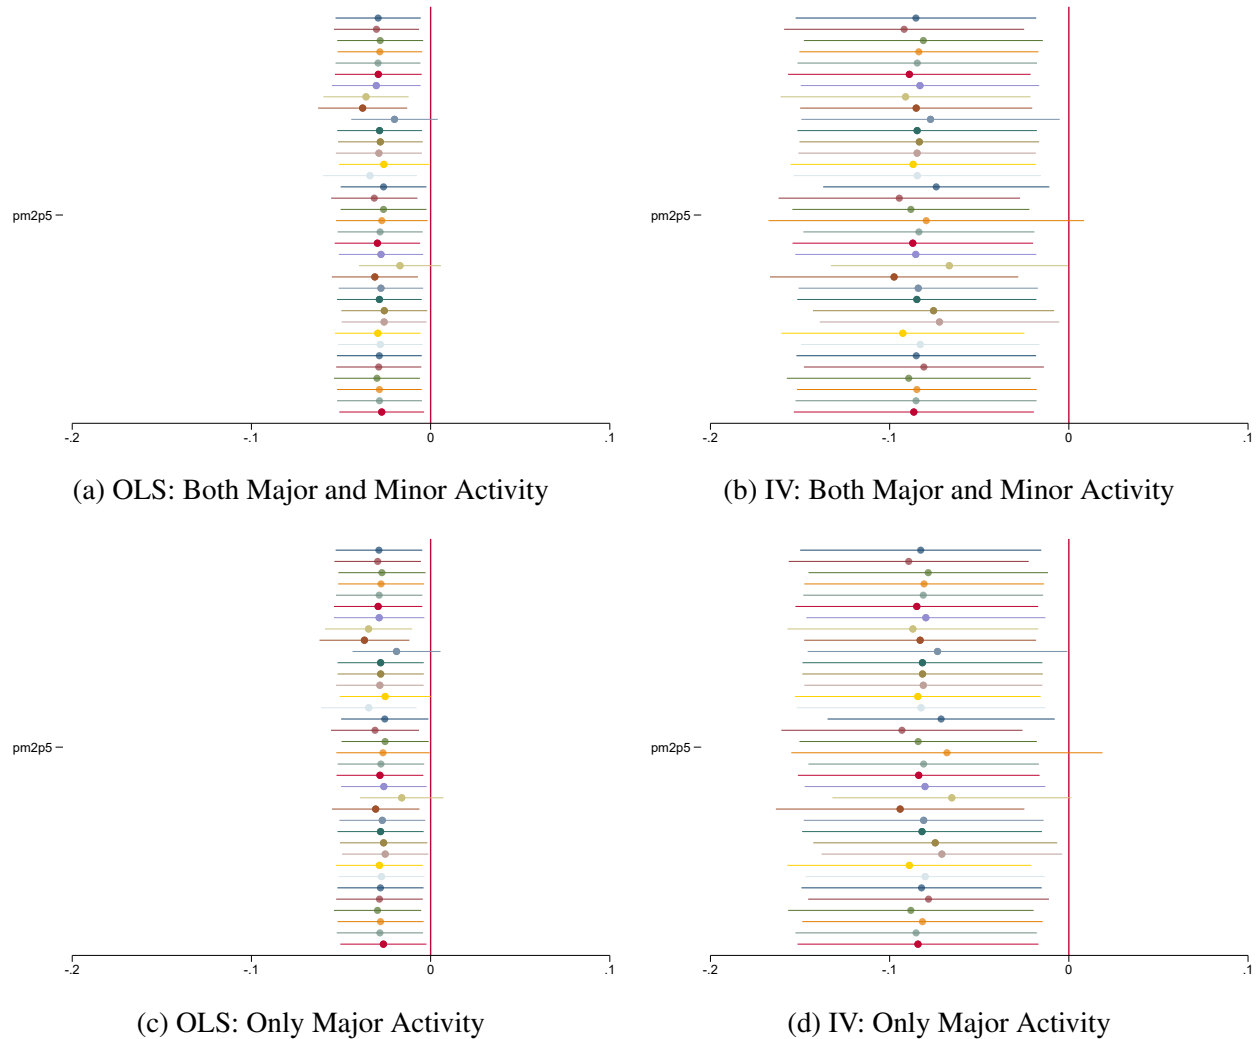 pm2p5
-.2 -.1 0 .1
(a) OLS: Both Major and Minor Activity
pm2p5
-.2 -.1 0 .1
(b) IV: Both Major and Minor Activity
pm2p5
-.2 -.1 0 .1
(c) OLS: Only Major Activity
pm2p5
-.2 -.1 0 .1
(d) IV: Only Major Activity